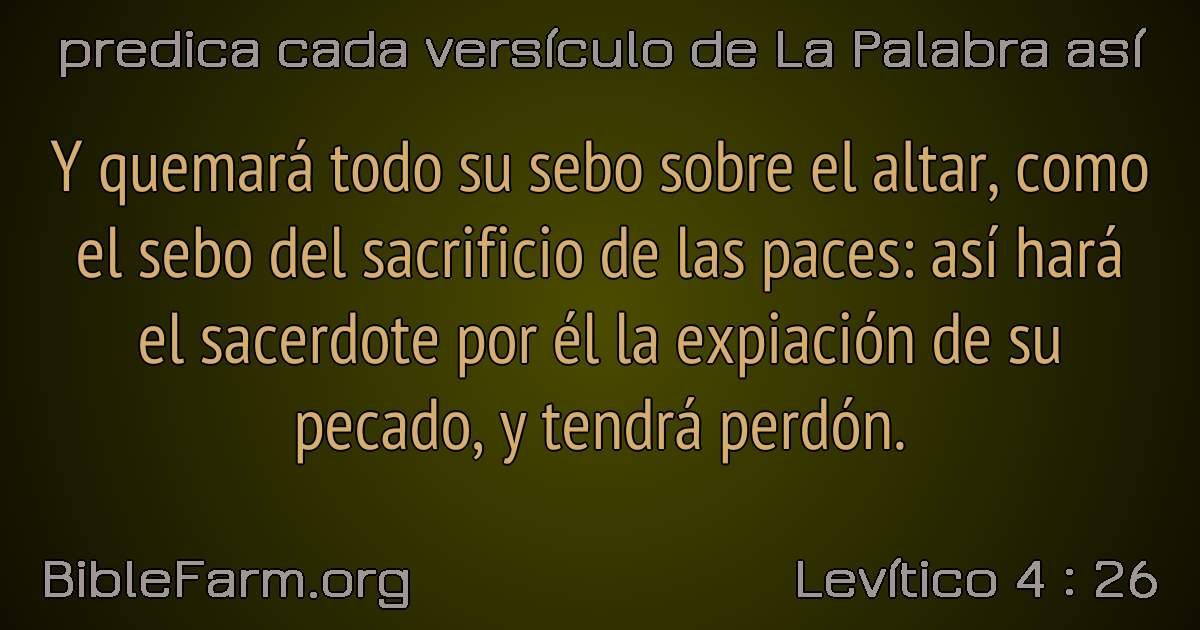 predica cada versículo de La Palabra así
Y quemará todo su sebo sobre el altar, como
el sebo del sacrificio de las paces: así hará
el sacerdote por él la expiación de su
pecado, y tendrá perdón.
BibleFarm.org
Levítico 4 : 26